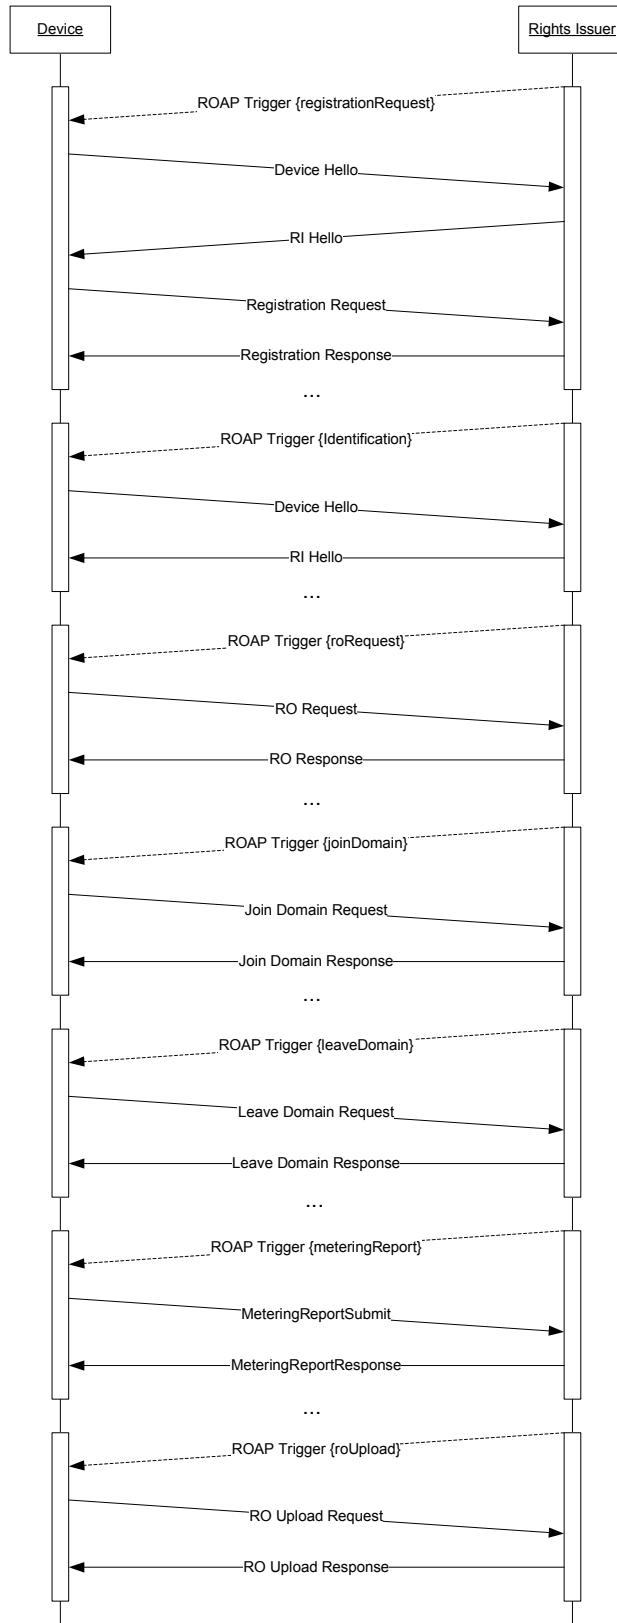 Device
Rights Issuer
ROAP Trigger {registrationRequest}
Device Hello
RI Hello
Registration Request
Registration Response
...
ROAP Trigger {Identification}
Device Hello
RI Hello
...
ROAP Trigger {roRequest}
RO Request
RO Response
...
ROAP Trigger {joinDomain}
Join Domain Request
Join Domain Response
...
ROAP Trigger {leaveDomain}
Leave Domain Request
Leave Domain Response
...
ROAP Trigger {meteringReport}
MeteringReportSubmit
MeteringReportResponse
...
ROAP Trigger {roUpload}
RO Upload Request
RO Upload Response